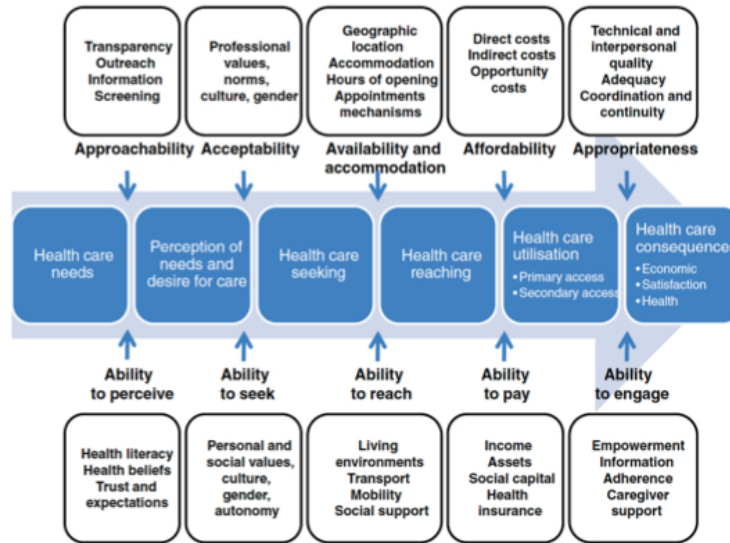 Transparency
Outreach
Information
Screening
Professional
values,
norms,
culture, gender
Geographic
location
Accommodation
Hours of opening
Appointments
mechanisms
Direct costs
Indirect costs
Opportunity
costs
Technical and
interpersonal
quality
Adequacy
Coordination and
continuity
Approachability
Acceptability
Availability and
accommodation
Affordability
Appropriateness
Health care
needs
Perception of
needs and
desire for care
Health care
seeking
Health care
reaching
Health care
utilisation
• Primary access
• Secondary access
Health care
consequence
• Economic
• Satisfaction
• Health
Ability
to perceive
Ability
to seek
Ability
to reach
Ability
to pay
Ability
to engage
Health literacy
Health beliefs
Trust and
expectations
Personal and
social values,
culture,
gender,
autonomy
Living
environments
Transport
Mobility
Social support
Income
Assets
Social capital
Health
insurance
Empowerment
Information
Adherence
Caregiver
support